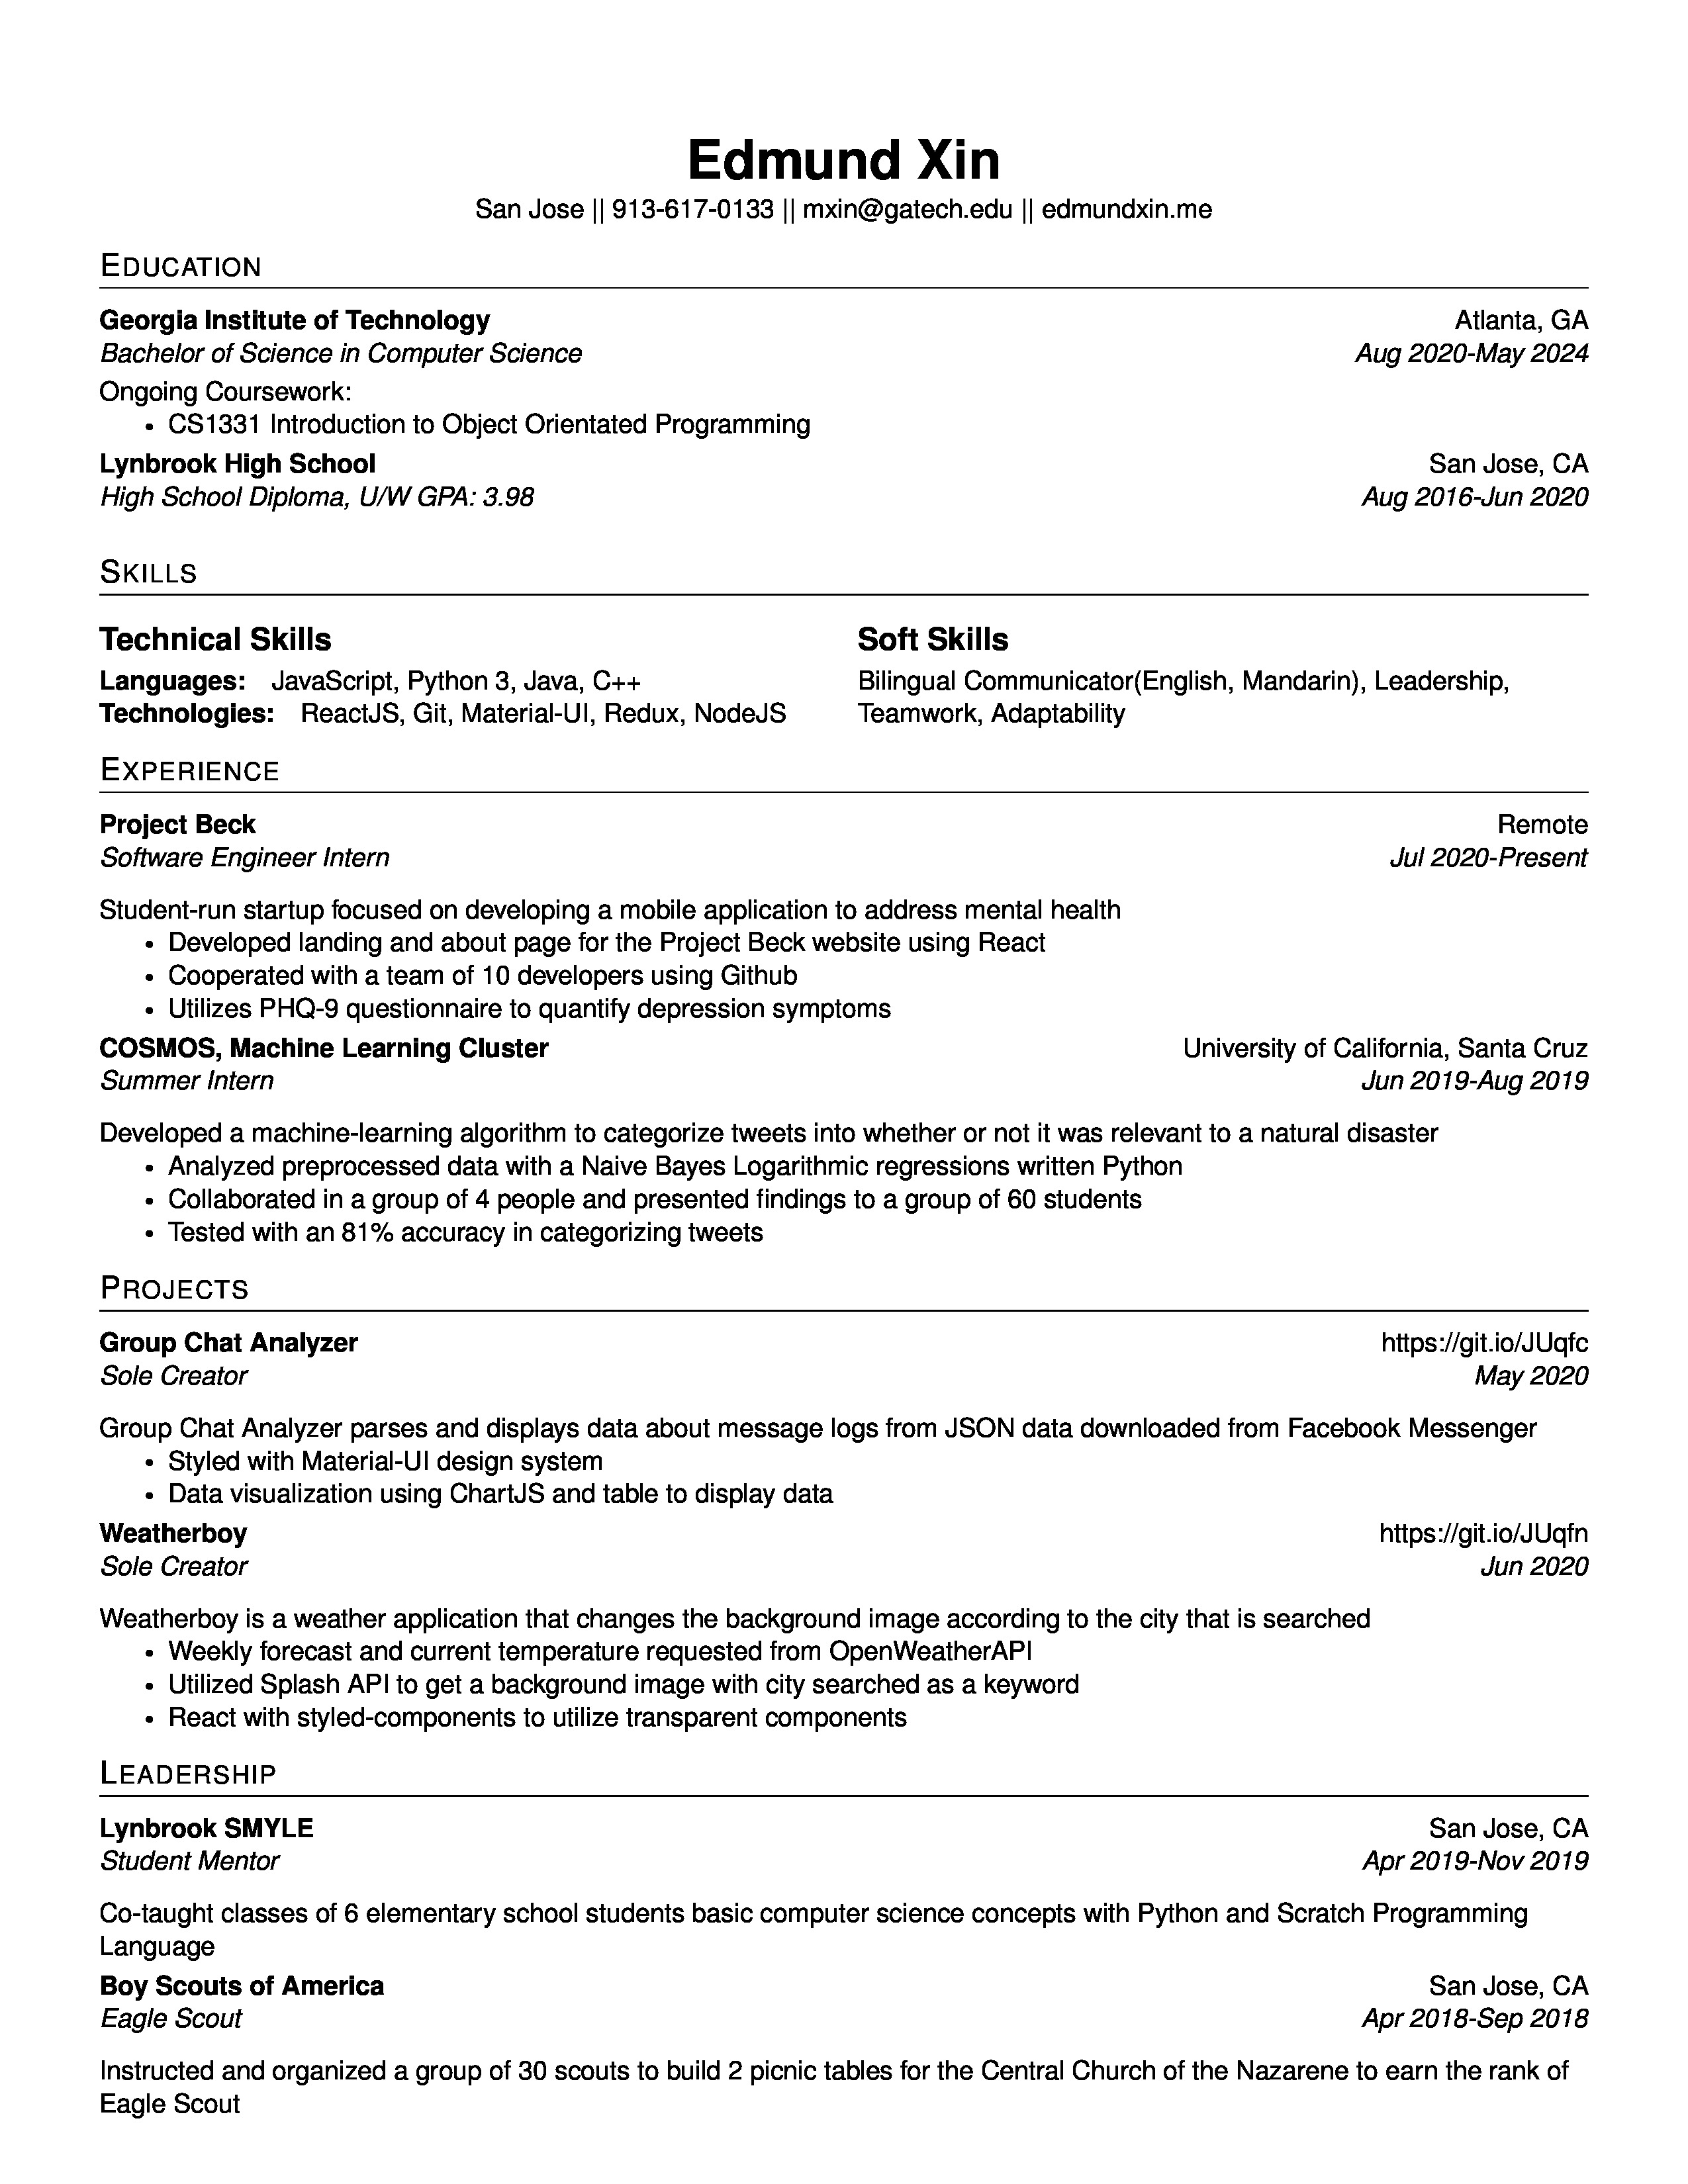 Edmund Xin
San Jose || 913-617-0133 || mxin@gatech.edu || edmundxin.me
EDUCATION
Georgia Institute of Technology Atlanta, GA
Bachelor of Science in Computer Science Aug 2020-May 2024
Ongoing Coursework:
• CS1331 Introduction to Object Orientated Programming
Lynbrook High School San Jose, CA
High School Diploma, U/W GPA: 3.98 Aug 2016-Jun 2020
SKILLS
Technical Skills
Languages: JavaScript, Python 3, Java, C++
Technologies: ReactJS, Git, Material-UI, Redux, NodeJS
Soft Skills
Bilingual Communicator(English, Mandarin), Leadership,
Teamwork, Adaptability
EXPERIENCE
Project Beck Remote
Software Engineer Intern Jul 2020-Present
Student-run startup focused on developing a mobile application to address mental health
• Developed landing and about page for the Project Beck website using React
• Cooperated with a team of 10 developers using Github
• Utilizes PHQ-9 questionnaire to quantify depression symptoms
COSMOS, Machine Learning Cluster University of California, Santa Cruz
Summer Intern Jun 2019-Aug 2019
Developed a machine-learning algorithm to categorize tweets into whether or not it was relevant to a natural disaster
• Analyzed preprocessed data with a Naive Bayes Logarithmic regressions written Python
• Collaborated in a group of 4 people and presented findings to a group of 60 students
• Tested with an 81% accuracy in categorizing tweets
PROJECTS
Group Chat Analyzer https://git.io/JUqfc
Sole Creator May 2020
Group Chat Analyzer parses and displays data about message logs from JSON data downloaded from Facebook Messenger
• Styled with Material-UI design system
• Data visualization using ChartJS and table to display data
Weatherboy https://git.io/JUqfn
Sole Creator Jun 2020
Weatherboy is a weather application that changes the background image according to the city that is searched
• Weekly forecast and current temperature requested from OpenWeatherAPI
• Utilized Splash API to get a background image with city searched as a keyword
• React with styled-components to utilize transparent components
LEADERSHIP
Lynbrook SMYLE San Jose, CA
Student Mentor Apr 2019-Nov 2019
Co-taught classes of 6 elementary school students basic computer science concepts with Python and Scratch Programming
Language
Boy Scouts of America San Jose, CA
Eagle Scout Apr 2018-Sep 2018
Instructed and organized a group of 30 scouts to build 2 picnic tables for the Central Church of the Nazarene to earn the rank of
Eagle Scout